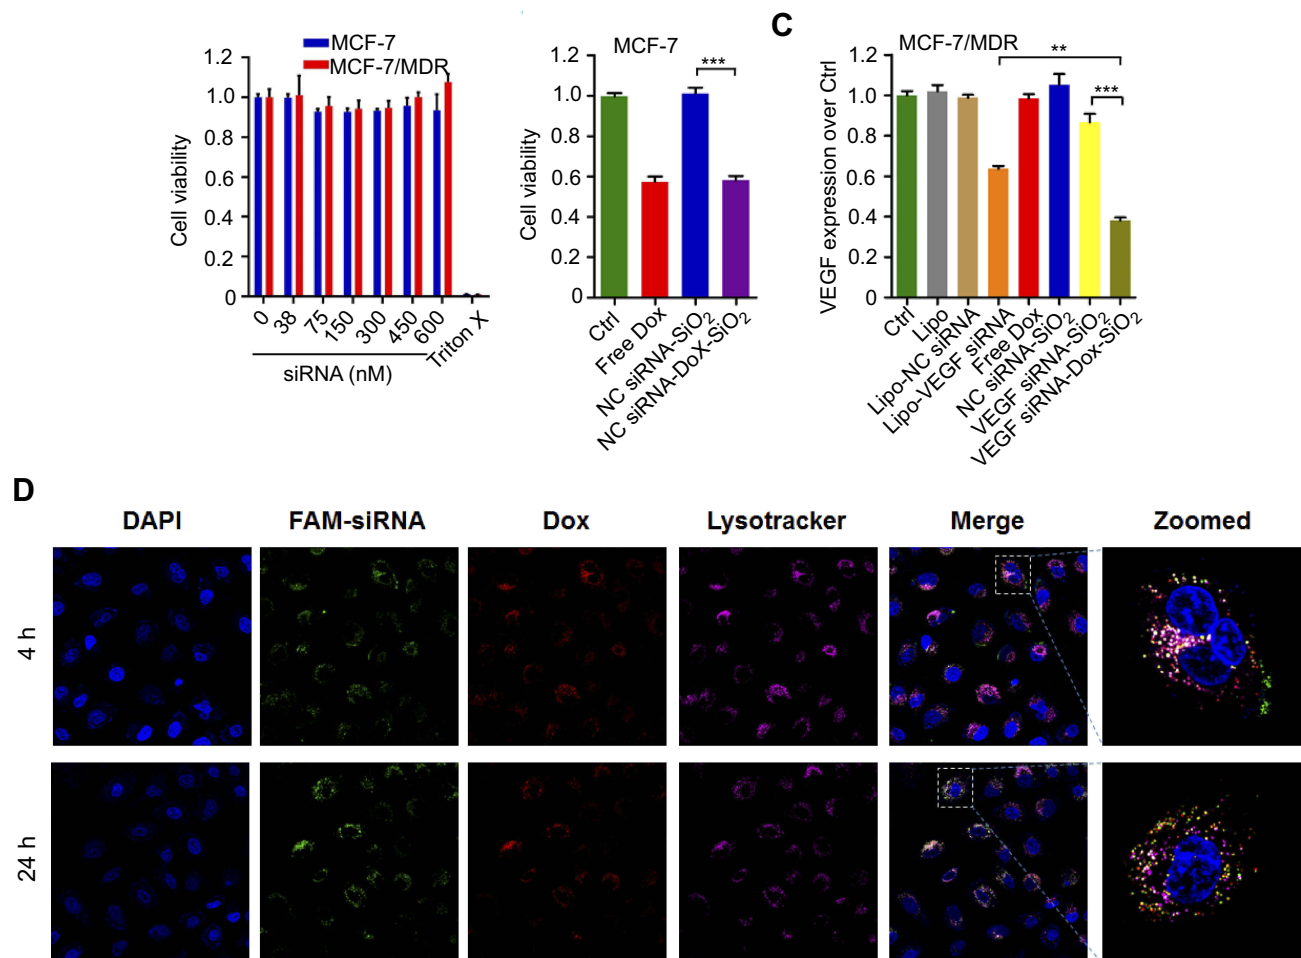 MCF-7
MCF-7/MDR
Cell viability
1.2
1.0
0.8
0.6
0.4
0.2
0
0
38
75
150
300
450
600
Triton X
siRNA (nM)
MCF-7
***
Cell viability
1.2
1.0
0.8
0.6
0.4
0.2
0
Ctrl
Free Dox
NC siRNA-SiO2
NC siRNA-DoX-SiO2
C
MCF-7/MDR
**
***
VEGF expression over Ctrl
1.2
1.0
0.8
0.6
0.4
0.2
0
Ctrl
Lipo
Lipo-NC siRNA
Lipo-VEGF siRNA
Free Dox
NC siRNA-SiO2
VEGF siRNA-SiO2
VEGF siRNA-Dox-SiO2
D
DAPI
FAM-siRNA
Dox
Lysotracker
Merge
Zoomed
4 h
24 h